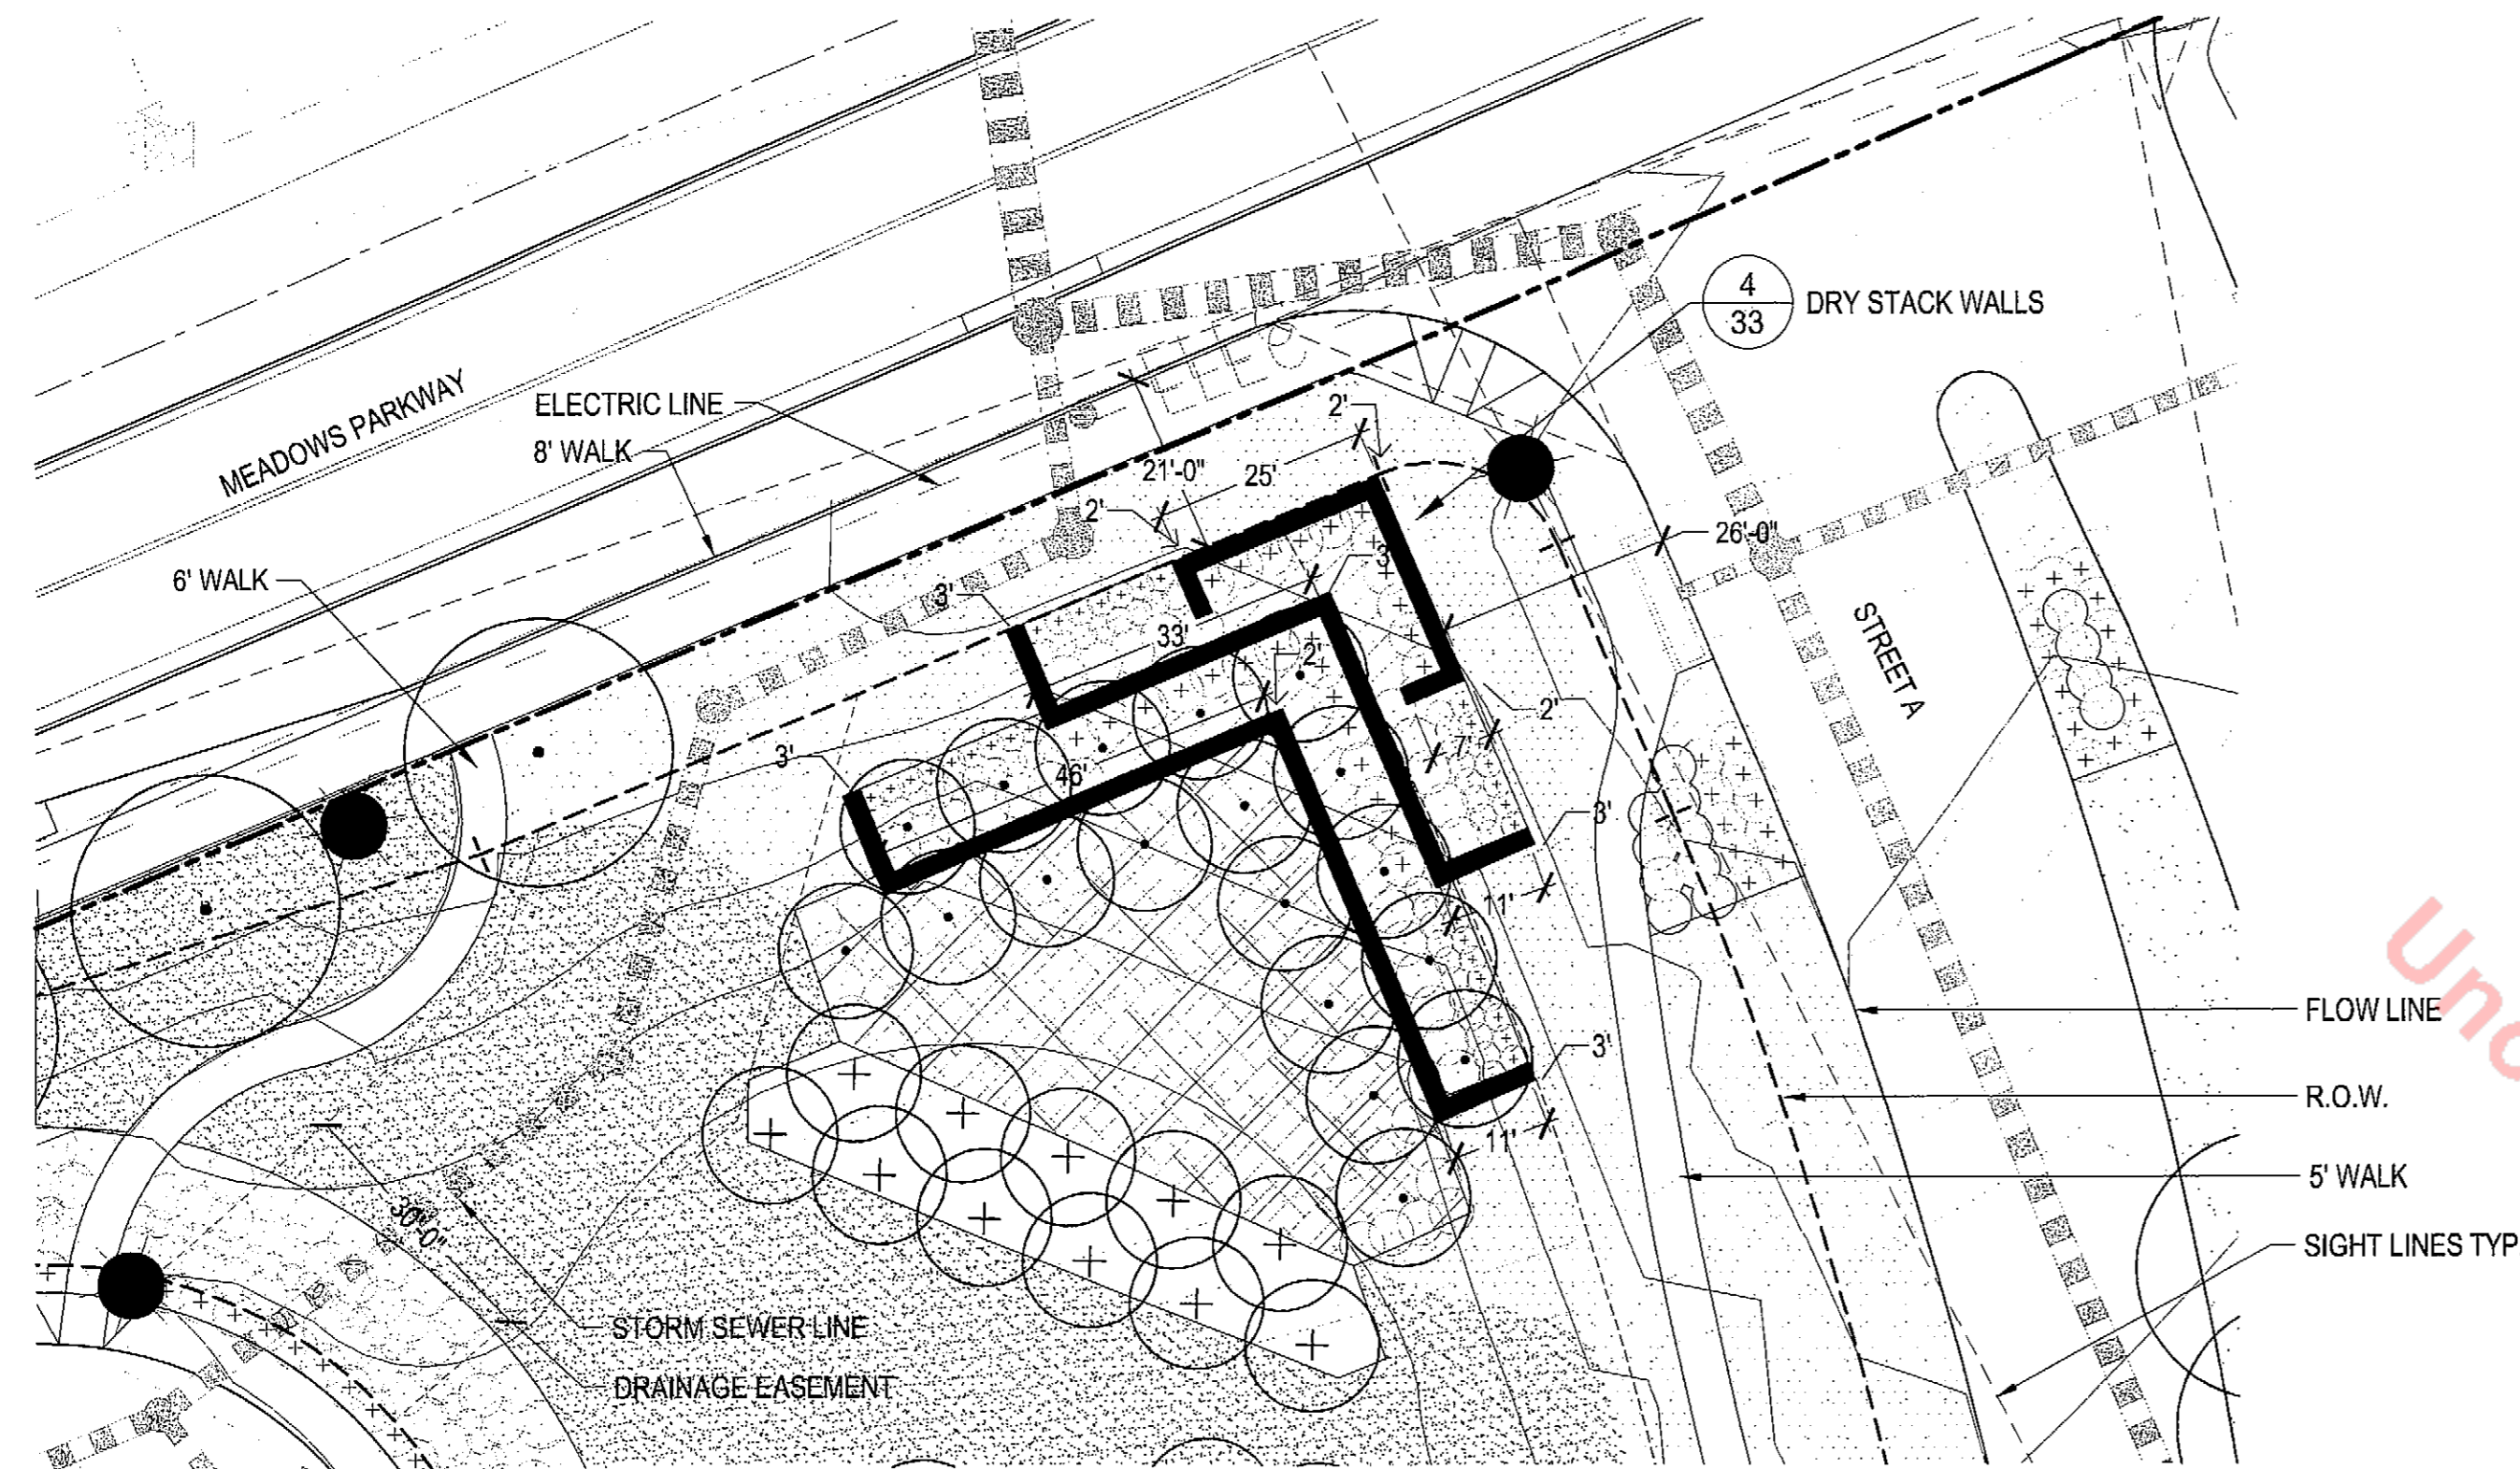 4
33
DRY STACK WALLS
MEADOWS PARKWAY
ELECTRIC LINE
8' WALK
6' WALK
ELEC
2'
21'-0"
25'
2'
26'-0"
3'
3'
33'
2'
STREET A
2'
3'
46'
7'
3'
11'
3'
11'
FLOW LINE
R.O.W.
5' WALK
SIGHT LINES TYP
30'-0"
STORM SEWER LINE
DRAINAGE EASEMENT